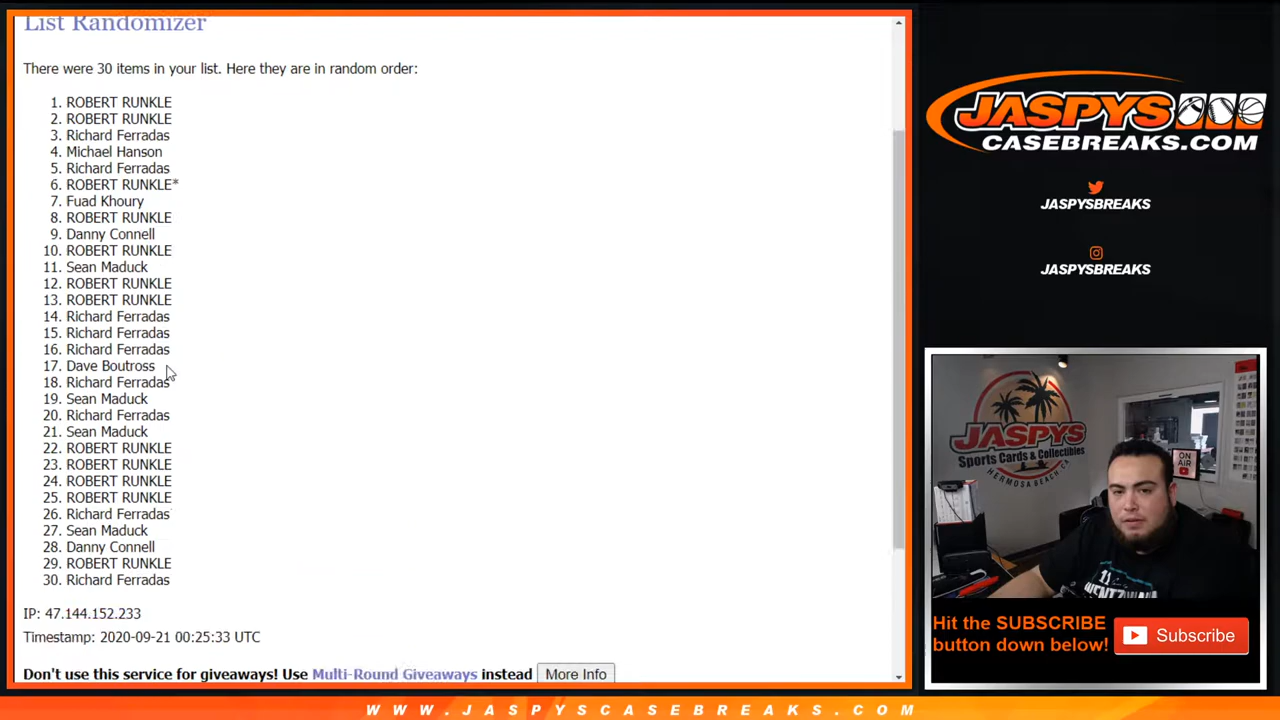 List Randomizer
There were 30 items in your list. Here they are in random order:
1. ROBERT RUNKLE
2. ROBERT RUNKLE
3. Richard Ferradas
4. Michael Hanson
5. Richard Ferradas
6. ROBERT RUNKLE*
7. Fuad Khoury
8. ROBERT RUNKLE
9. Danny Connell
10. ROBERT RUNKLE
11. Sean Maduck
12. ROBERT RUNKLE
13. ROBERT RUNKLE
14. Richard Ferradas
15. Richard Ferradas
16. Richard Ferradas
17. Dave Boutross
18. Richard Ferradas
19. Sean Maduck
20. Richard Ferradas
21. Sean Maduck
22. ROBERT RUNKLE
23. ROBERT RUNKLE
24. ROBERT RUNKLE
25. ROBERT RUNKLE
26. Richard Ferradas
27. Sean Maduck
28. Danny Connell
29. ROBERT RUNKLE
30. Richard Ferradas
IP: 47.144.152.233
Timestamp: 2020-09-21 00:25:33 UTC
Don't use this service for giveaways! Use Multi-Round Giveaways instead More Info
JASPYS
CASEBREAKS.COM
JASPYSBREAKS
JASPYSBREAKS
JASPYS
Sports Cards & Collectibles
HERMOSA BEACH, CA
ON
AIR
11
Hit the SUBSCRIBE
button down below!
Subscribe
WWW.JASPYSCASEBREAKS.COM